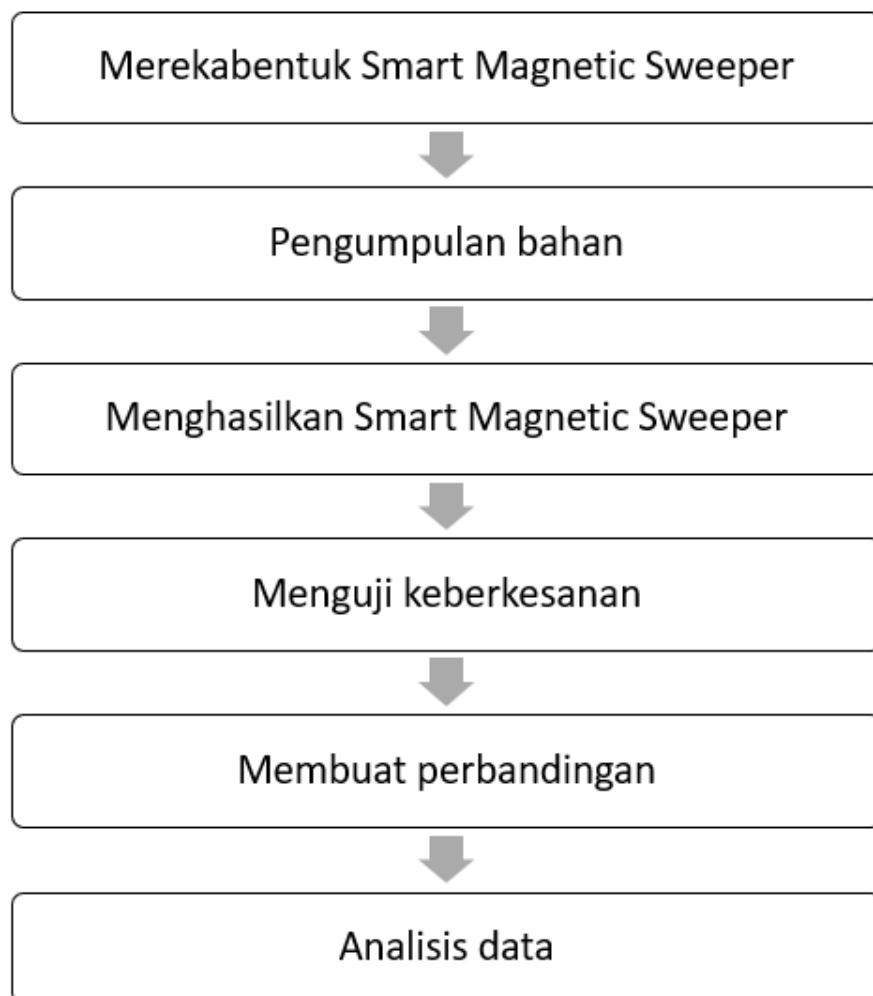 Merekabentuk Smart Magnetic Sweeper
Pengumpulan bahan
Menghasilkan Smart Magnetic Sweeper
Menguji keberkesanan
Membuat perbandingan
Analisis data